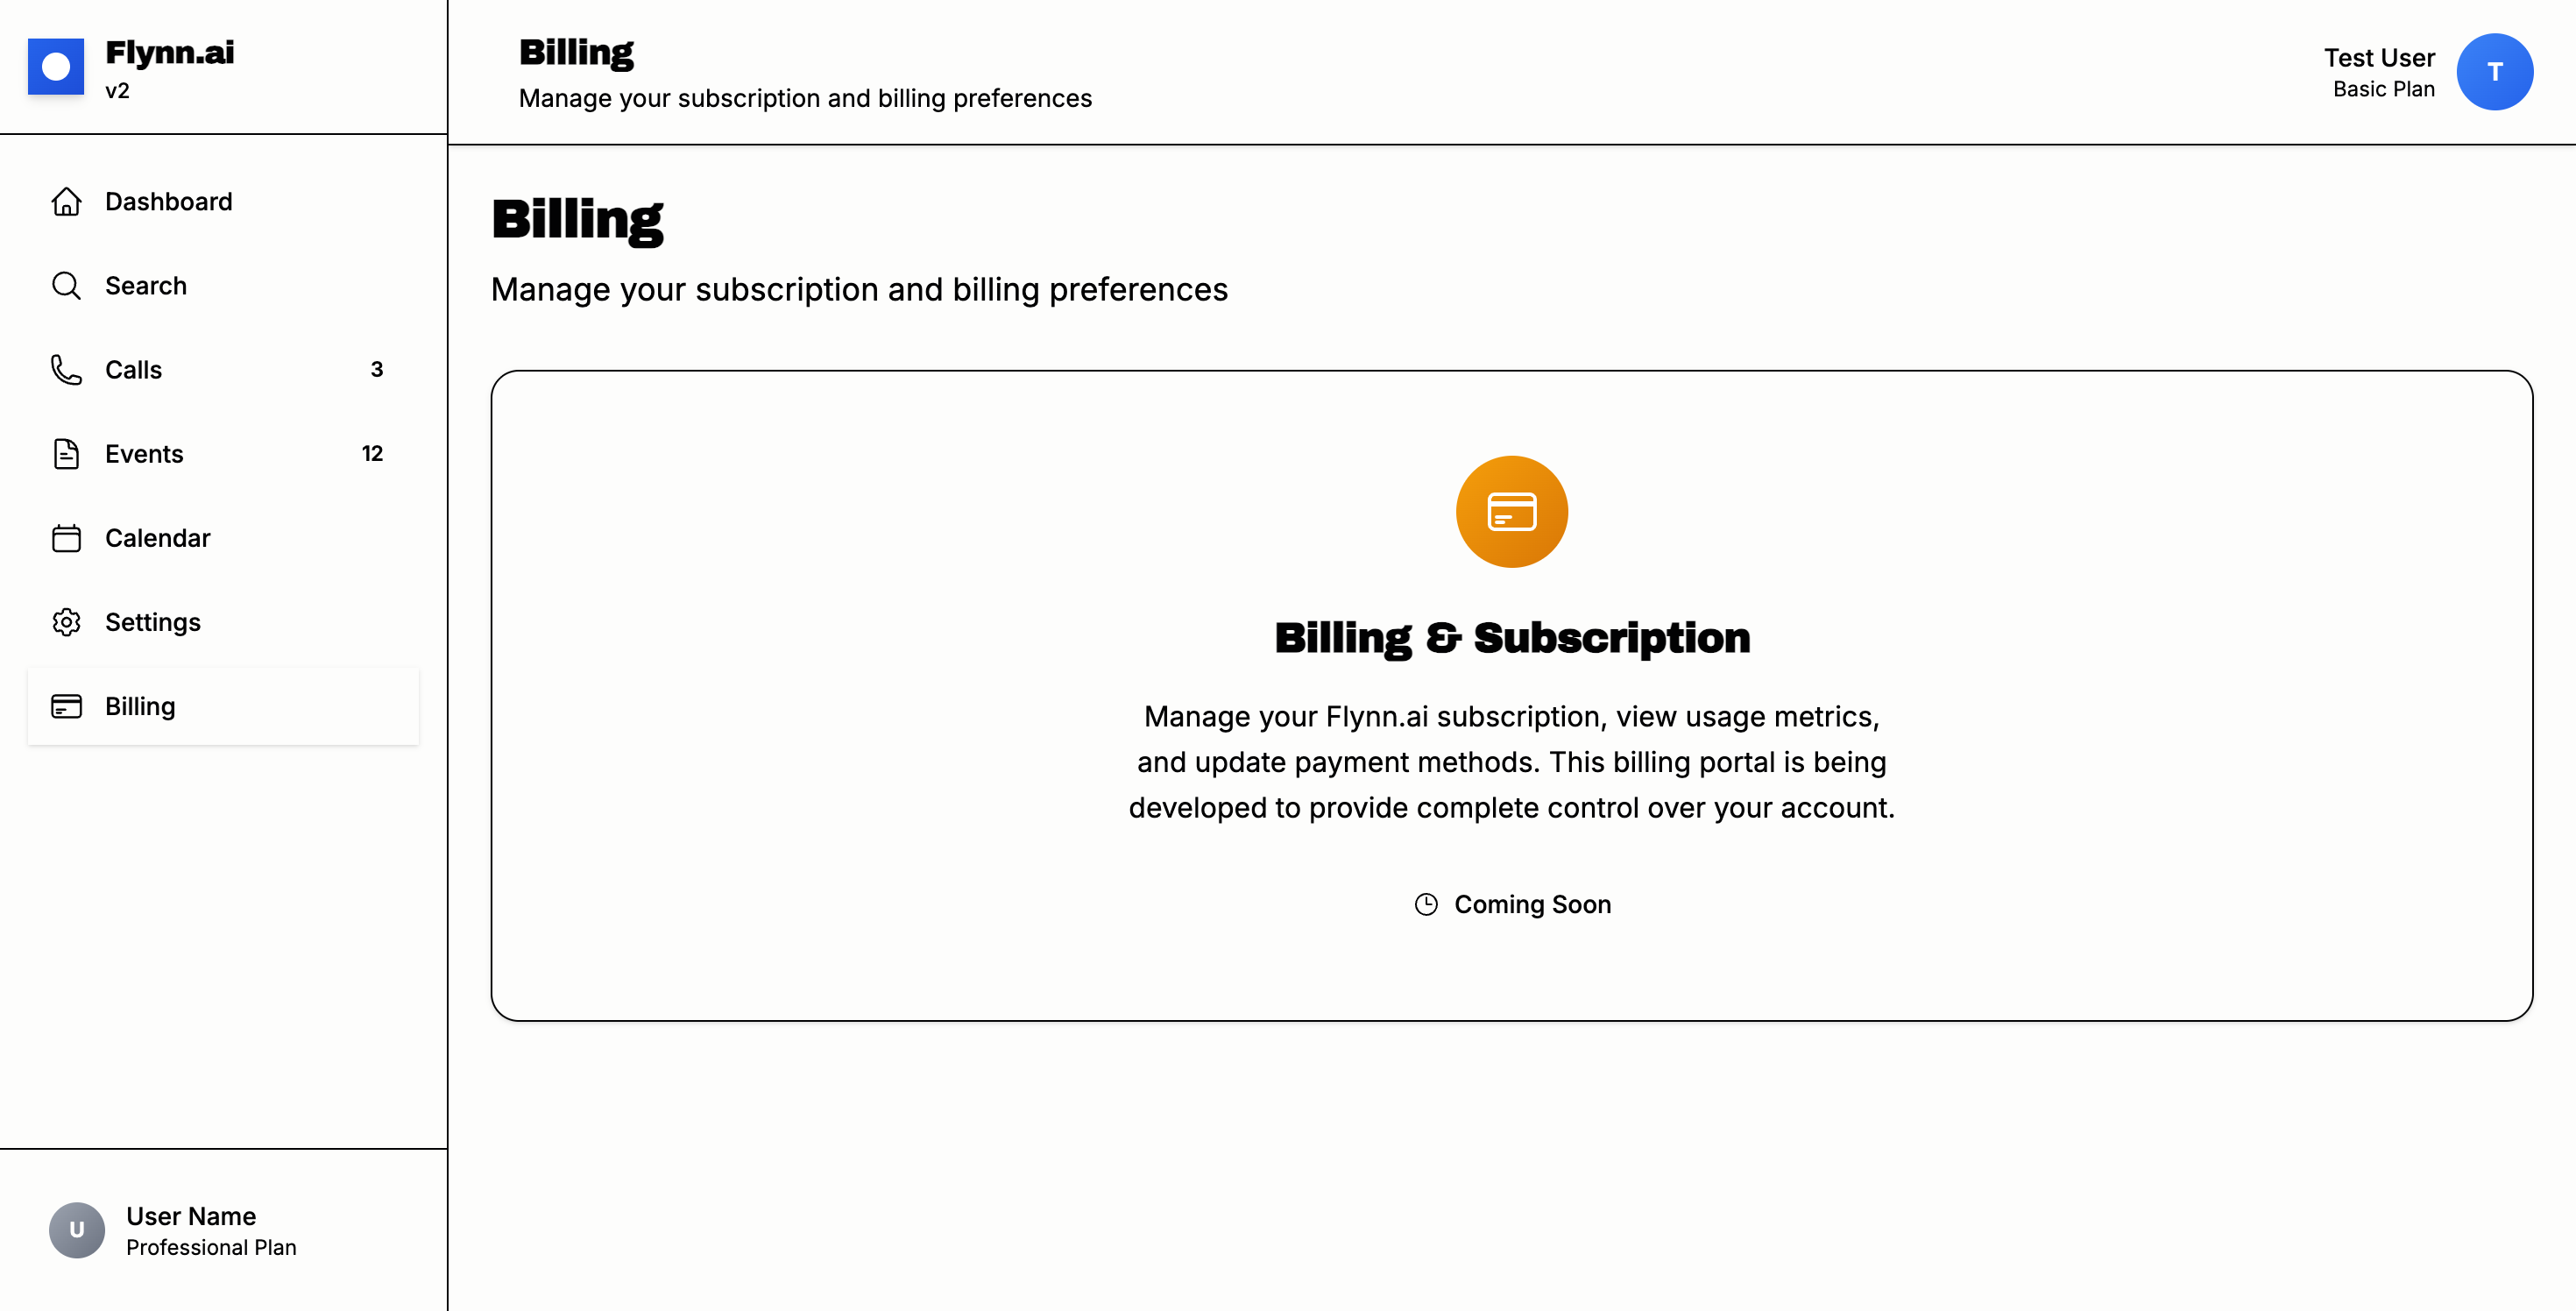 Flynn.ai
v2
Dashboard
Search
Calls 3
Events 12
Calendar
Settings
Billing
U
User Name
Professional Plan
Billing
Manage your subscription and billing preferences
Test User
Basic Plan
T
Billing
Manage your subscription and billing preferences
Billing & Subscription
Manage your Flynn.ai subscription, view usage metrics,
and update payment methods. This billing portal is being
developed to provide complete control over your account.
Coming Soon